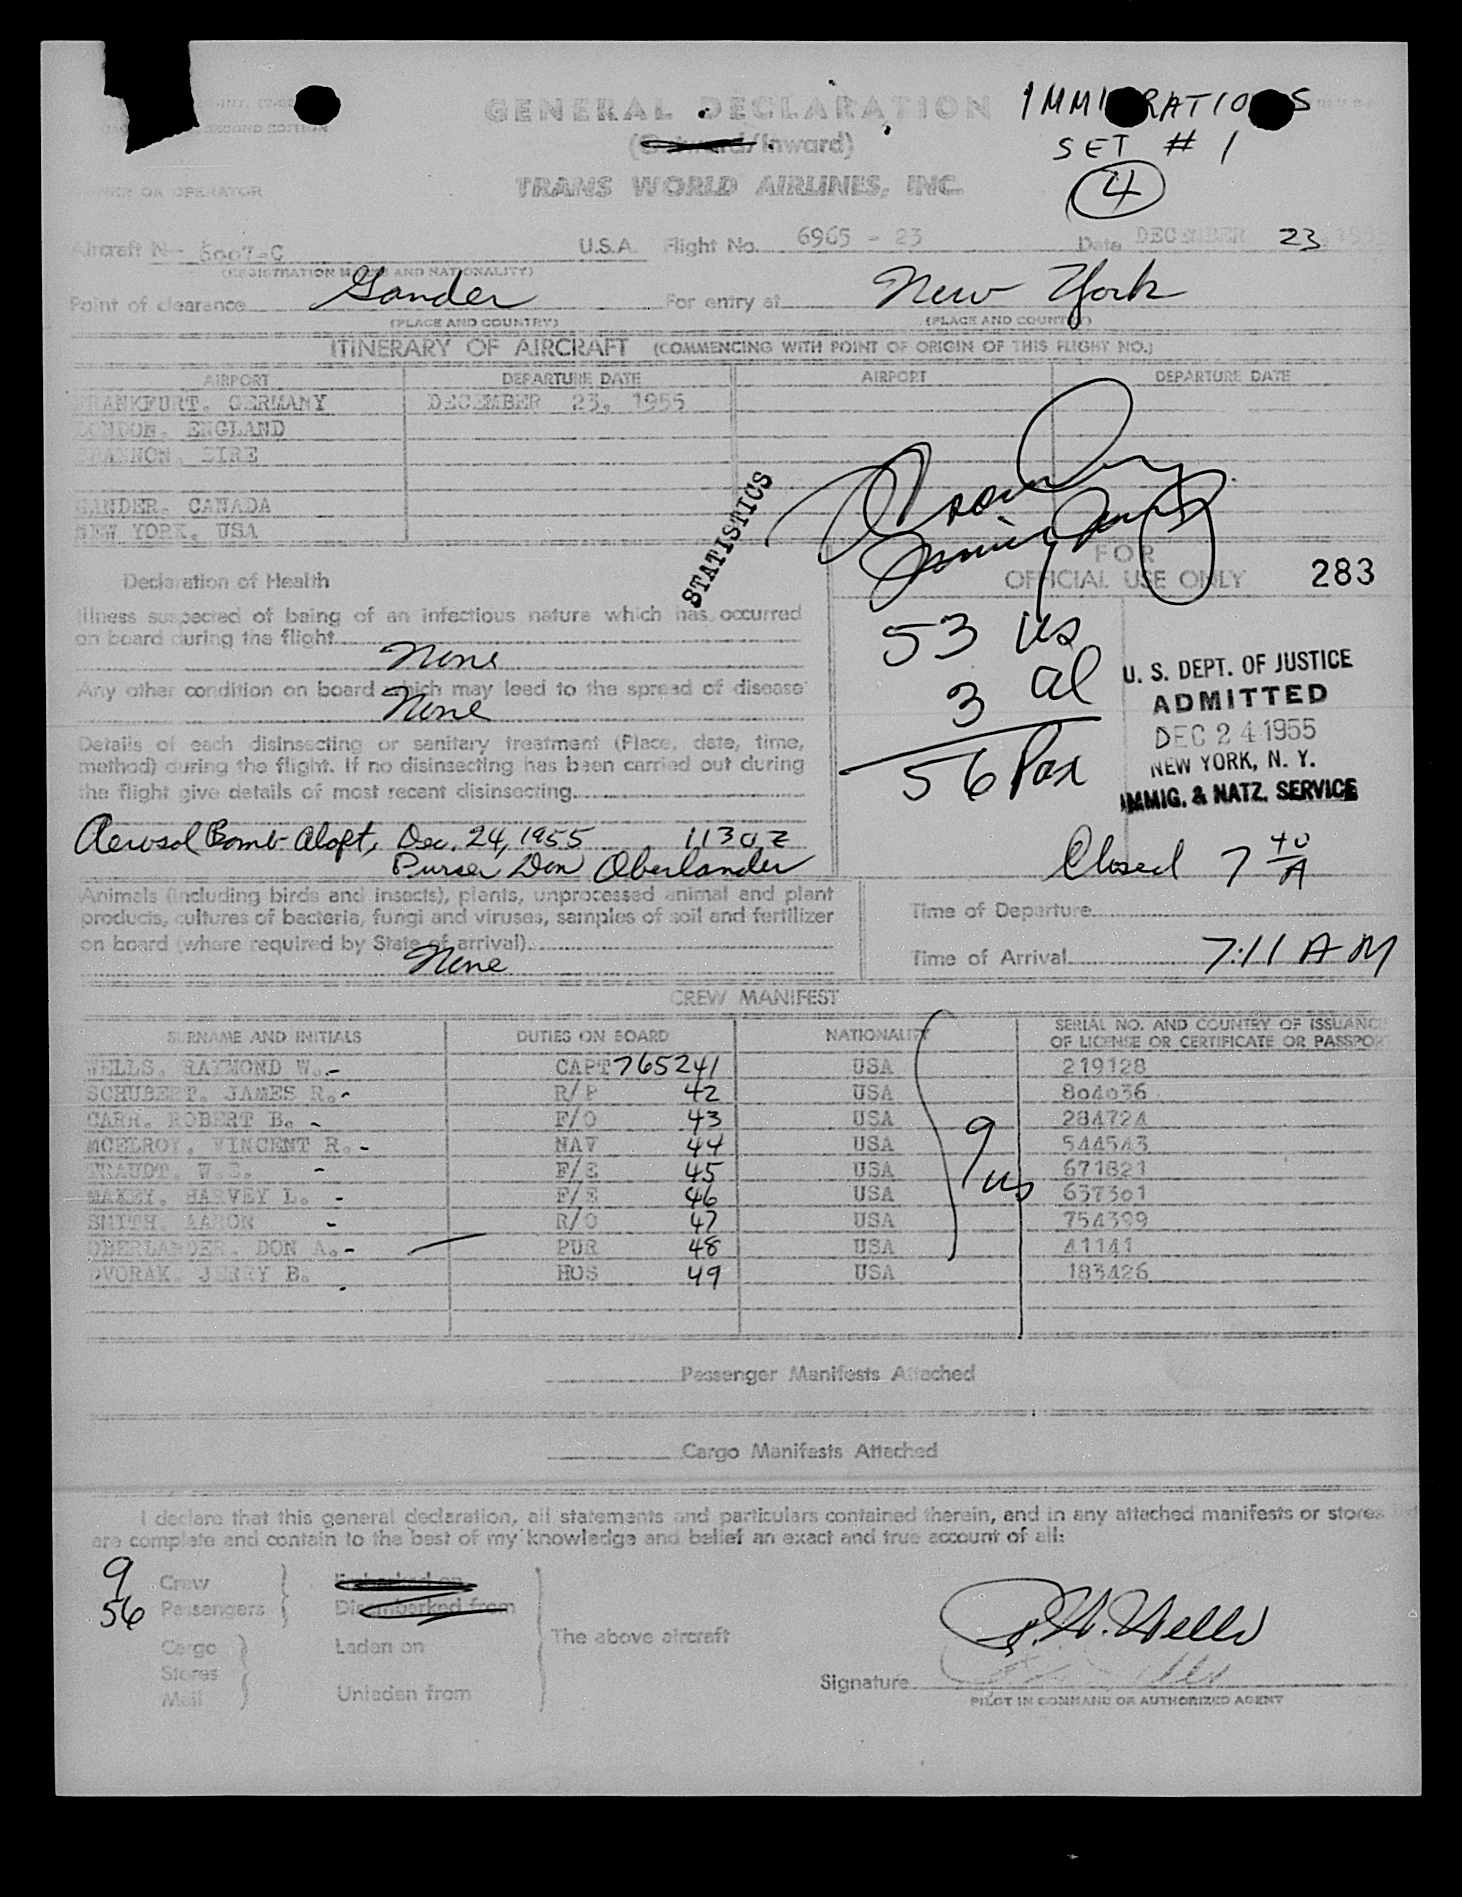 GENERAL DECLARATION
(Outward/Inward)
IMMIGRATIONS
SET # 1
4
SECOND EDITION
OWNER OR OPERATOR
TRANS WORLD AIRLINES, INC.
Aircraft No. U.S.A. Flight No. 6965 - 23 Date DECEMBER 23 1955
(REGISTRATION MARKS AND NATIONALITY)
Point of clearance Gander For entry at New York
(PLACE AND COUNTRY) (PLACE AND COUNTRY)
ITINERARY OF AIRCRAFT (COMMENCING WITH POINT OF ORIGIN OF THIS FLIGHT NO.)
AIRPORT DEPARTURE DATE AIRPORT DEPARTURE DATE
FRANKFURT, GERMANY DECEMBER 23, 1955
LONDON, ENGLAND
SHANNON, EIRE
GANDER, CANADA
NEW YORK, USA
STATISTICS
Declaration of Health
Illness suspected of being of an infectious nature which has occurred
on board during the flight
None
Any other condition on board which may lead to the spread of disease
None
Details of each disinsecting or sanitary treatment (Place, date, time,
method) during the flight. If no disinsecting has been carried out during
the flight give details of most recent disinsecting
Aerosol Bomb Aloft, Dec. 24, 1955 1130Z
Purser Don Oberlander
Animals (including birds and insects), plants, unprocessed animal and plant
products, cultures of bacteria, fungi and viruses, samples of soil and fertilizer
on board (where required by State of arrival)
None
FOR
OFFICIAL USE ONLY 283
53 US
3 al
56 Pax
U. S. DEPT. OF JUSTICE
ADMITTED
DEC 24 1955
NEW YORK, N. Y.
IMMIG. & NATZ. SERVICE
Closed 7 40 A
Time of Departure
Time of Arrival 7:11 AM
CREW MANIFEST
SURNAME AND INITIALS DUTIES ON BOARD NATIONALITY SERIAL NO. AND COUNTRY OF ISSUANCE
OF LICENSE OR CERTIFICATE OR PASSPORT
WELLS, RAYMOND W. - CAPT 765241 USA 219128
SCHUBERT, JAMES R. - R/P 42 USA 804036
CARR, ROBERT B. - F/O 43 USA 284724
MCELROY, VINCENT R. - NAV 44 USA 544543
TRAUDT, W.E. - F/E 45 USA 671821
MAKEY, HARVEY L. - F/E 46 USA 637301
SMITH, AARON - R/O 47 USA 754399
OBERLANDER, DON A. - PUR 48 USA 41141
DVORAK, JERRY B. HOS 49 USA 183426
9 US
Passenger Manifests Attached
Cargo Manifests Attached
I declare that this general declaration, all statements and particulars contained therein, and in any attached manifests or stores list
are complete and contain to the best of my knowledge and belief an exact and true account of all:
9 Crew Embarked on
56 Passengers Disembarked from
The above aircraft
Cargo Laden on
Stores
Mail Unladen from
R. W. Wells
Signature
PILOT IN COMMAND OR AUTHORIZED AGENT